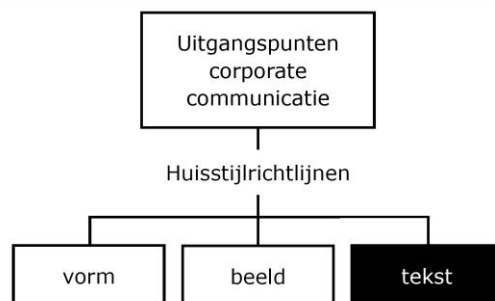 Uitgangspunten
corporate
communicatie
Huisstijlrichtlijnen
vorm
beeld
tekst